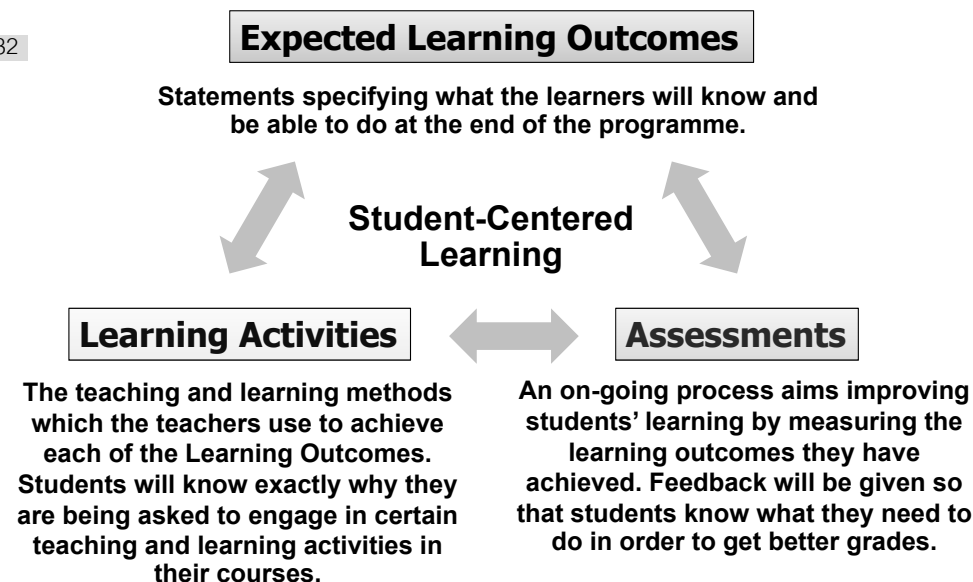 Expected Learning Outcomes
Statements specifying what the learners will know and
be able to do at the end of the programme.
Student-Centered
Learning
Learning Activities
The teaching and learning methods
which the teachers use to achieve
each of the Learning Outcomes.
Students will know exactly why they
are being asked to engage in certain
teaching and learning activities in
their courses.
Assessments
An on-going process aims improving
students’ learning by measuring the
learning outcomes they have
achieved. Feedback will be given so
that students know what they need to
do in order to get better grades.